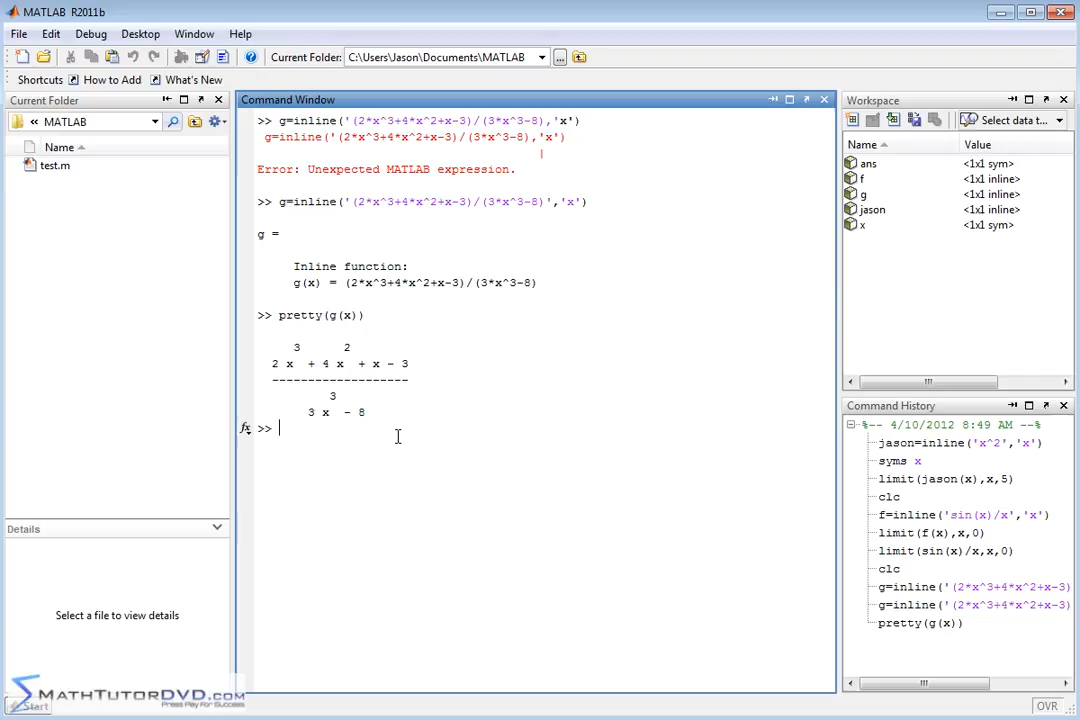 MATLAB R2011b
File Edit Debug Desktop Window Help
Current Folder: C:\Users\Jason\Documents\MATLAB ...
Shortcuts How to Add What's New
Current Folder
« MATLAB
Name
test.m
Details
Select a file to view details
Command Window
>> g=inline('(2*x^3+4*x^2+x-3)/(3*x^3-8),'x')
g=inline('(2*x^3+4*x^2+x-3)/(3*x^3-8),'x')
|
Error: Unexpected MATLAB expression.
>> g=inline('(2*x^3+4*x^2+x-3)/(3*x^3-8)','x')
g =
Inline function:
g(x) = (2*x^3+4*x^2+x-3)/(3*x^3-8)
>> pretty(g(x))
3 2
2 x + 4 x + x - 3
-------------------
3
3 x - 8
fx >>
Workspace
Select data t...
Name Value
ans <1x1 sym>
f <1x1 inline>
g <1x1 inline>
jason <1x1 inline>
x <1x1 sym>
Command History
%-- 4/10/2012 8:49 AM --%
jason=inline('x^2','x')
syms x
limit(jason(x),x,5)
clc
f=inline('sin(x)/x','x')
limit(f(x),x,0)
limit(sin(x)/x,x,0)
clc
g=inline('(2*x^3+4*x^2+x-3)
g=inline('(2*x^3+4*x^2+x-3)
pretty(g(x))
MATHTUTORDVD.COM
Press Play For Success
Start
OVR